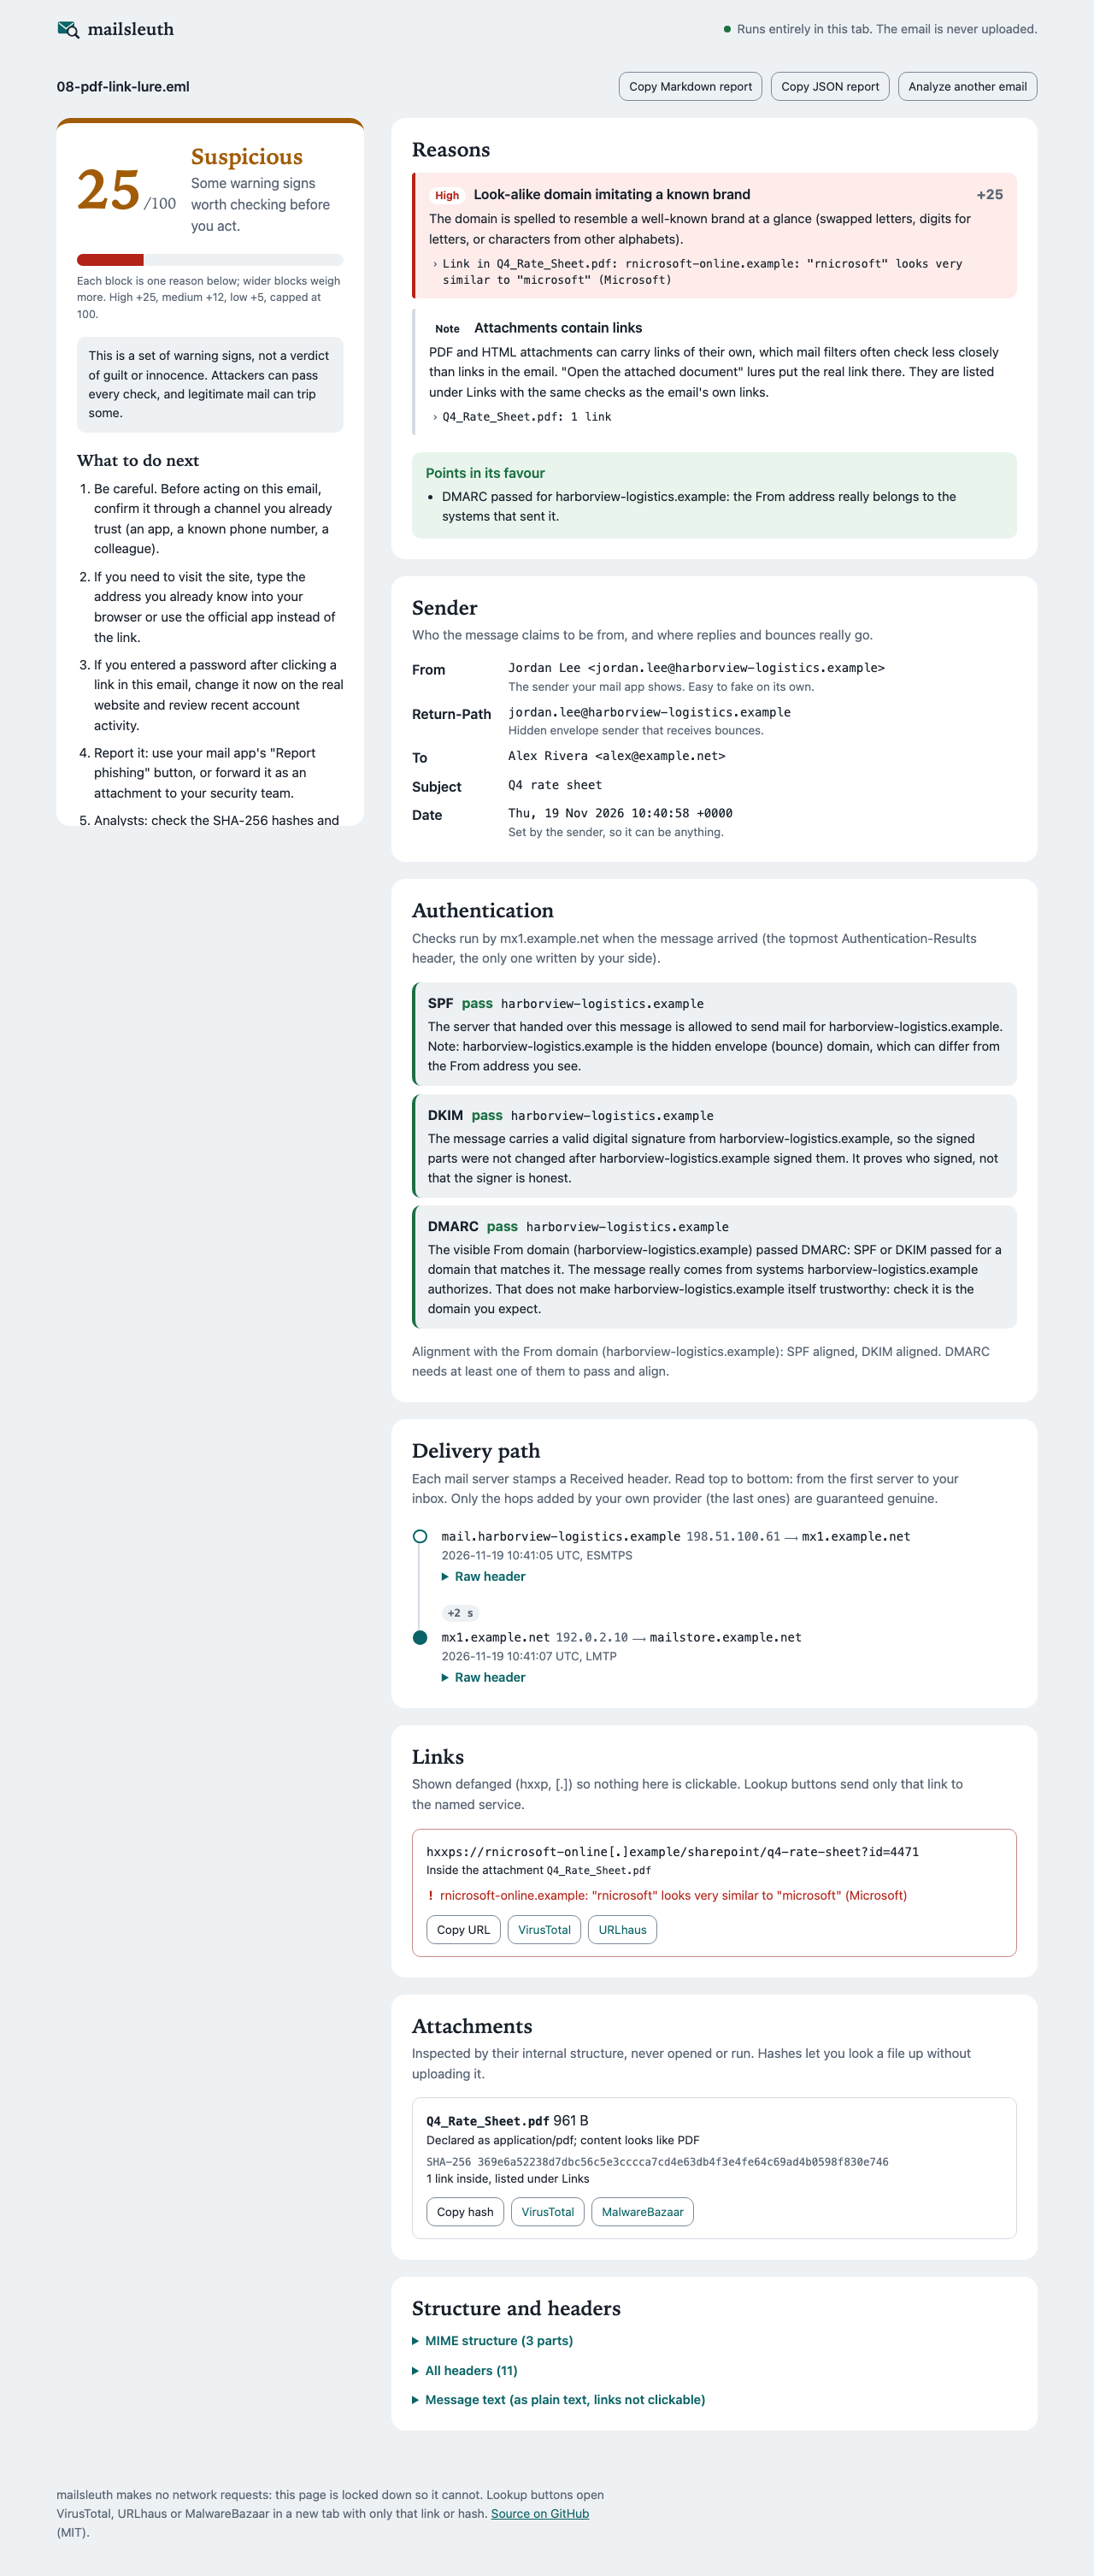 mailsleuth
Runs entirely in this tab. The email is never uploaded.
08-pdf-link-lure.eml
Copy Markdown report
Copy JSON report
Analyze another email
25 /100
Suspicious
Some warning signs
worth checking before
you act.
Each block is one reason below; wider blocks weigh
more. High +25, medium +12, low +5, capped at
100.
This is a set of warning signs, not a verdict
of guilt or innocence. Attackers can pass
every check, and legitimate mail can trip
some.
What to do next
1. Be careful. Before acting on this email,
confirm it through a channel you already
trust (an app, a known phone number, a
colleague).
2. If you need to visit the site, type the
address you already know into your
browser or use the official app instead of
the link.
3. If you entered a password after clicking a
link in this email, change it now on the real
website and review recent account
activity.
4. Report it: use your mail app's "Report
phishing" button, or forward it as an
attachment to your security team.
5. Analysts: check the SHA-256 hashes and
Reasons
High Look-alike domain imitating a known brand +25
The domain is spelled to resemble a well-known brand at a glance (swapped letters, digits for
letters, or characters from other alphabets).
› Link in Q4_Rate_Sheet.pdf: rnicrosoft-online.example: "rnicrosoft" looks very
similar to "microsoft" (Microsoft)
Note Attachments contain links
PDF and HTML attachments can carry links of their own, which mail filters often check less closely
than links in the email. "Open the attached document" lures put the real link there. They are listed
under Links with the same checks as the email's own links.
› Q4_Rate_Sheet.pdf: 1 link
Points in its favour
• DMARC passed for harborview-logistics.example: the From address really belongs to the
systems that sent it.
Sender
Who the message claims to be from, and where replies and bounces really go.
From Jordan Lee <jordan.lee@harborview-logistics.example>
The sender your mail app shows. Easy to fake on its own.
Return-Path jordan.lee@harborview-logistics.example
Hidden envelope sender that receives bounces.
To Alex Rivera <alex@example.net>
Subject Q4 rate sheet
Date Thu, 19 Nov 2026 10:40:58 +0000
Set by the sender, so it can be anything.
Authentication
Checks run by mx1.example.net when the message arrived (the topmost Authentication-Results
header, the only one written by your side).
SPF pass harborview-logistics.example
The server that handed over this message is allowed to send mail for harborview-logistics.example.
Note: harborview-logistics.example is the hidden envelope (bounce) domain, which can differ from
the From address you see.
DKIM pass harborview-logistics.example
The message carries a valid digital signature from harborview-logistics.example, so the signed
parts were not changed after harborview-logistics.example signed them. It proves who signed, not
that the signer is honest.
DMARC pass harborview-logistics.example
The visible From domain (harborview-logistics.example) passed DMARC: SPF or DKIM passed for a
domain that matches it. The message really comes from systems harborview-logistics.example
authorizes. That does not make harborview-logistics.example itself trustworthy: check it is the
domain you expect.
Alignment with the From domain (harborview-logistics.example): SPF aligned, DKIM aligned. DMARC
needs at least one of them to pass and align.
Delivery path
Each mail server stamps a Received header. Read top to bottom: from the first server to your
inbox. Only the hops added by your own provider (the last ones) are guaranteed genuine.
mail.harborview-logistics.example 198.51.100.61 → mx1.example.net
2026-11-19 10:41:05 UTC, ESMTPS
▶ Raw header
+2 s
mx1.example.net 192.0.2.10 → mailstore.example.net
2026-11-19 10:41:07 UTC, LMTP
▶ Raw header
Links
Shown defanged (hxxp, [.]) so nothing here is clickable. Lookup buttons send only that link to
the named service.
hxxps://rnicrosoft-online[.]example/sharepoint/q4-rate-sheet?id=4471
Inside the attachment Q4_Rate_Sheet.pdf
! rnicrosoft-online.example: "rnicrosoft" looks very similar to "microsoft" (Microsoft)
Copy URL
VirusTotal
URLhaus
Attachments
Inspected by their internal structure, never opened or run. Hashes let you look a file up without
uploading it.
Q4_Rate_Sheet.pdf 961 B
Declared as application/pdf; content looks like PDF
SHA-256 369e6a52238d7dbc56c5e3cccca7cd4e63db4f3e4fe64c69ad4b0598f830e746
1 link inside, listed under Links
Copy hash
VirusTotal
MalwareBazaar
Structure and headers
▶ MIME structure (3 parts)
▶ All headers (11)
▶ Message text (as plain text, links not clickable)
mailsleuth makes no network requests: this page is locked down so it cannot. Lookup buttons open
VirusTotal, URLhaus or MalwareBazaar in a new tab with only that link or hash. Source on GitHub
(MIT).